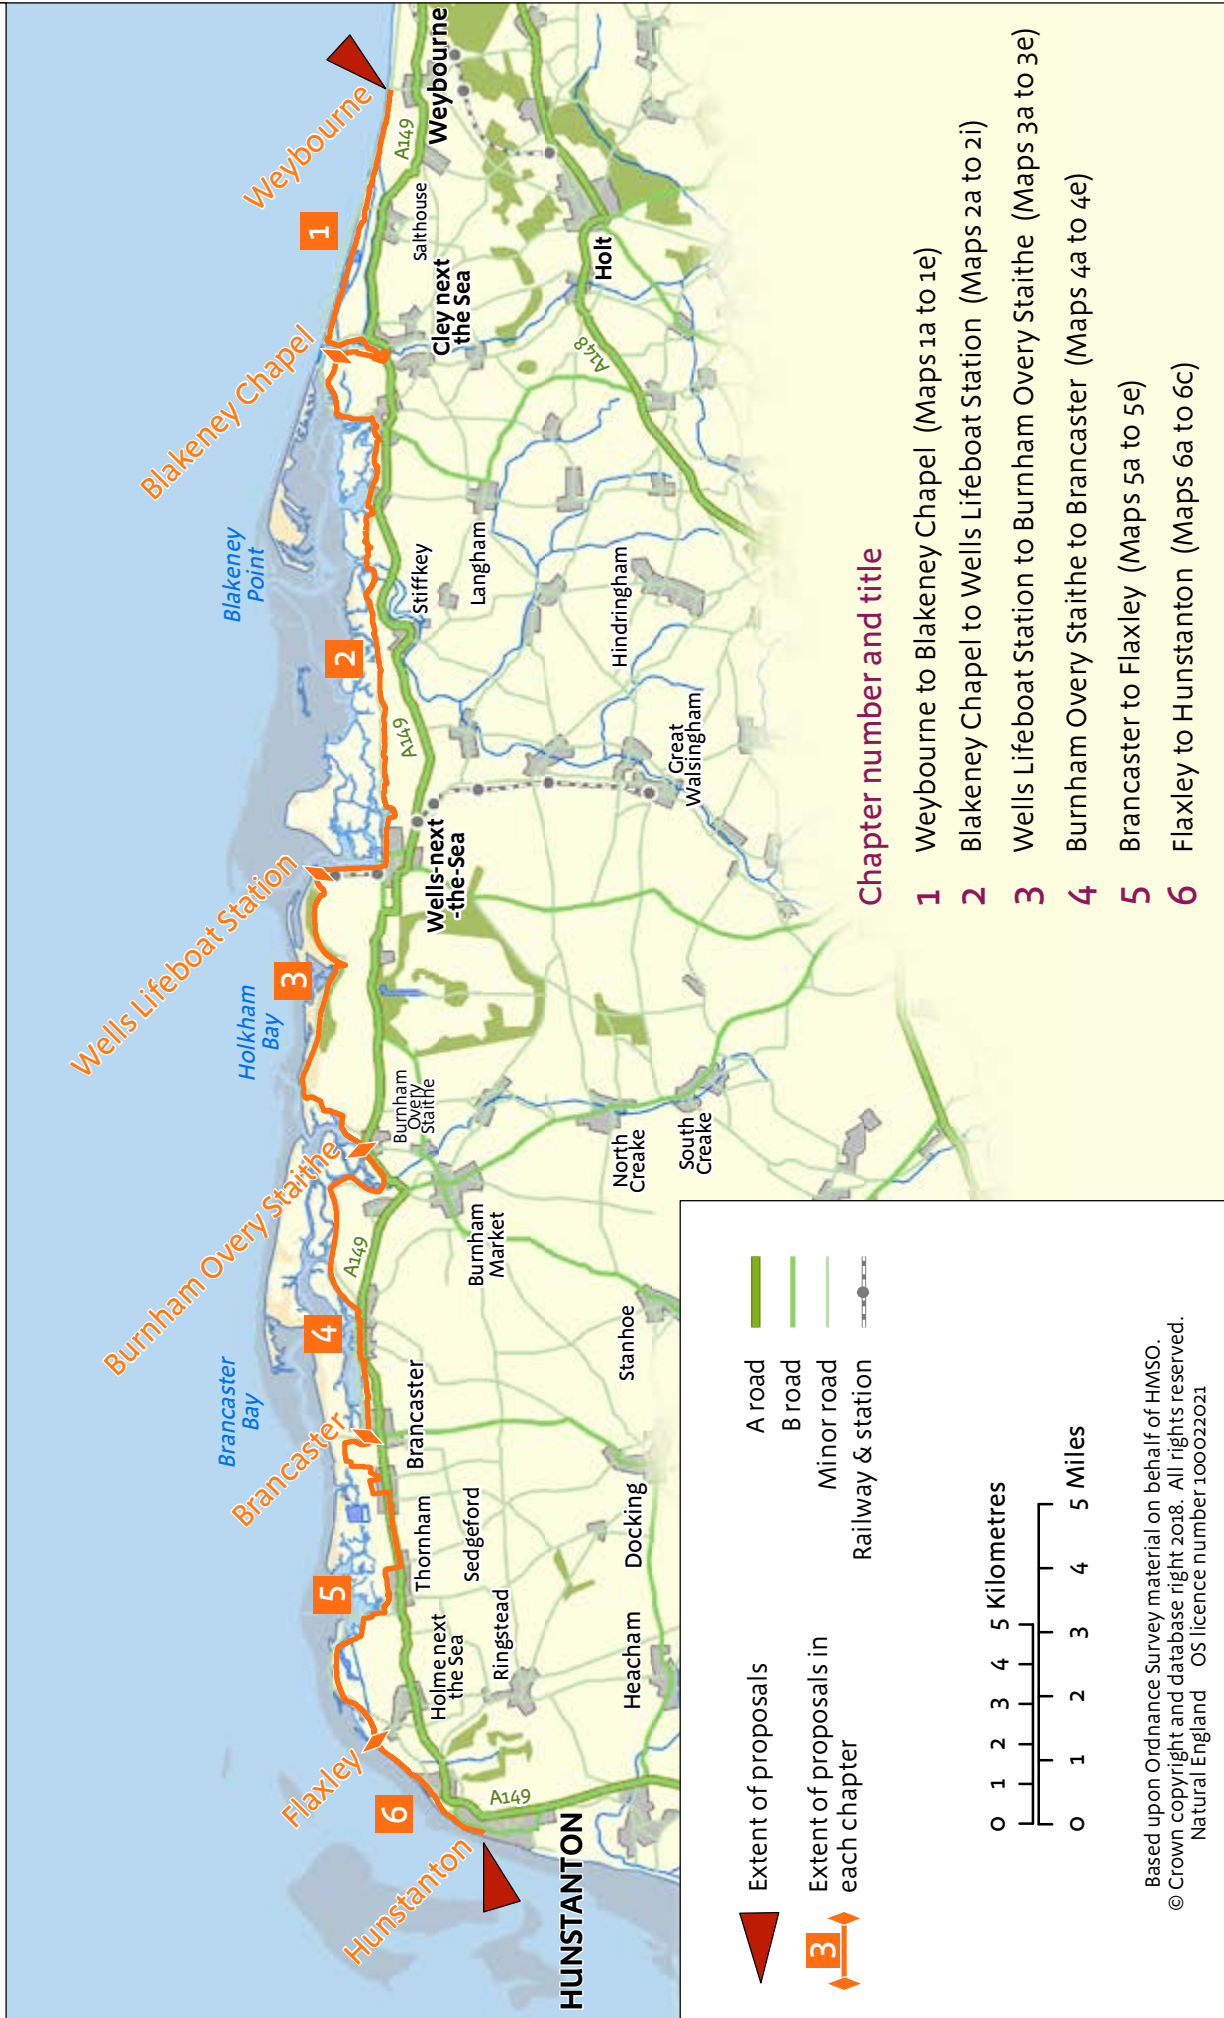 Hunstanton
6
Flaxley
5
Brancaster
4
Burnham Overy Staithe
3
Wells Lifeboat Station
2
Blakeney Chapel
1
Weybourne
Brancaster
Bay
Holkham
Bay
Blakeney
Point
HUNSTANTON
A149
Holme next
the Sea
Ringstead
Heacham
Thornham
Sedgeford
Docking
Brancaster
Stanhoe
A149
Burnham
Market
Burnham
Overy
Staithe
North
Creake
South
Creake
Wells-next
-the-Sea
A149
Great
Walsingham
Stiffkey
Langham
Hindringham
Cley next
the Sea
Salthouse
A149
Weybourne
Holt
A148
Extent of proposals
3
Extent of proposals in
each chapter
A road
B road
Minor road
Railway & station
0 1 2 3 4 5 Kilometres
0 1 2 3 4 5 Miles
Based upon Ordnance Survey material on behalf of HMSO.
© Crown copyright and database right 2018. All rights reserved.
Natural England OS licence number 100022021
Chapter number and title
1 Weybourne to Blakeney Chapel (Maps 1a to 1e)
2 Blakeney Chapel to Wells Lifeboat Station (Maps 2a to 2i)
3 Wells Lifeboat Station to Burnham Overy Staithe (Maps 3a to 3e)
4 Burnham Overy Staithe to Brancaster (Maps 4a to 4e)
5 Brancaster to Flaxley (Maps 5a to 5e)
6 Flaxley to Hunstanton (Maps 6a to 6c)